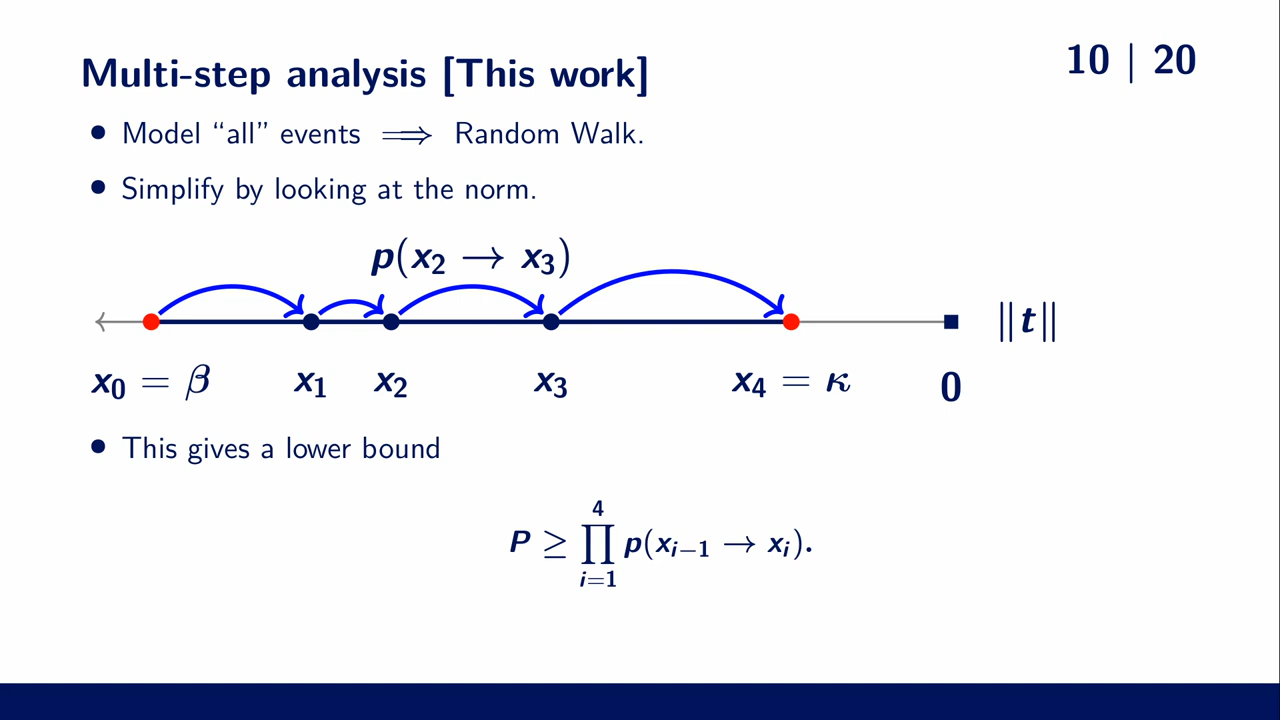 Multi-step analysis [This work]
10 | 20
• Model “all” events ⟹ Random Walk.
• Simplify by looking at the norm.
p(x₂ → x₃)
‖t‖
x₀ = β x₁ x₂ x₃ x₄ = κ 0
• This gives a lower bound
P ≥ ∏_{i=1}^{4} p(x_{i−1} → x_i).